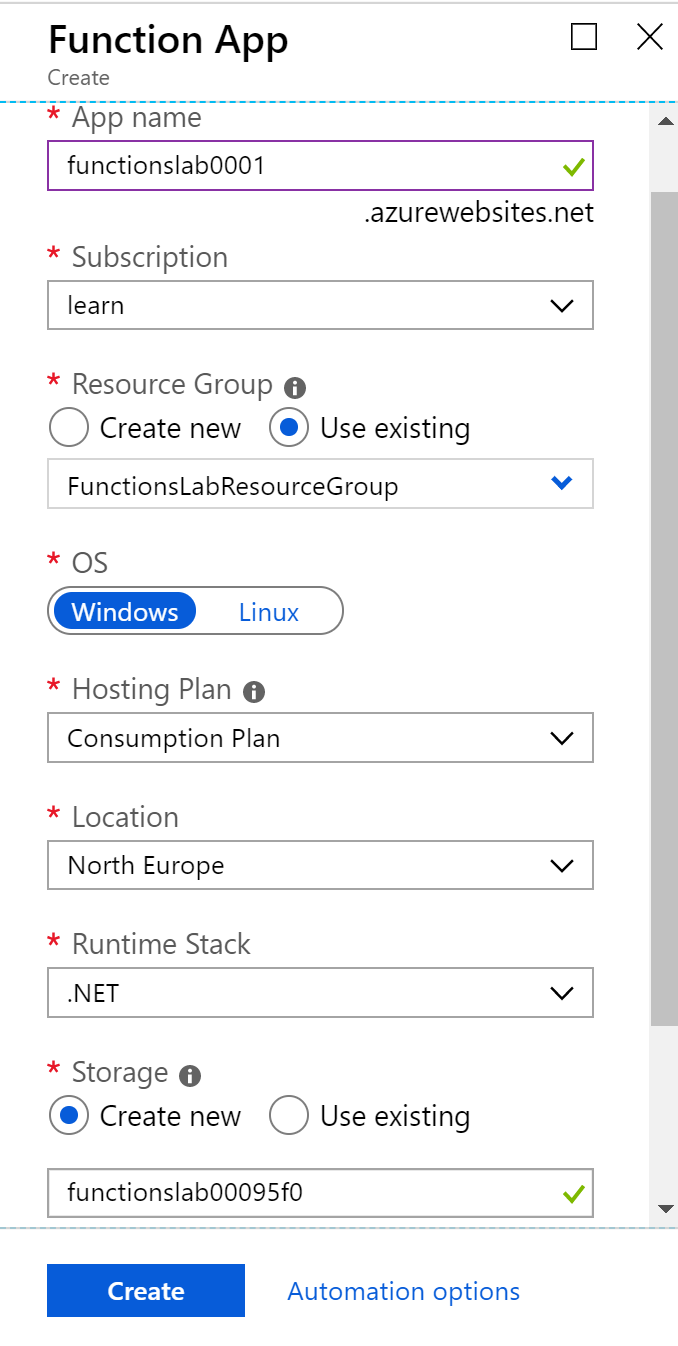 Function App
Create
* App name
functionslab0001
.azurewebsites.net
* Subscription
learn
* Resource Group
Create new Use existing
FunctionsLabResourceGroup
* OS
Windows Linux
* Hosting Plan
Consumption Plan
* Location
North Europe
* Runtime Stack
.NET
* Storage
Create new Use existing
functionslab00095f0
Create Automation options